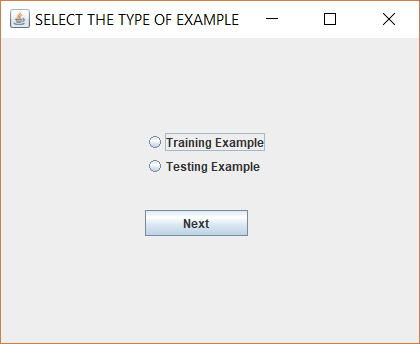 SELECT THE TYPE OF EXAMPLE
Training Example
Testing Example
Next